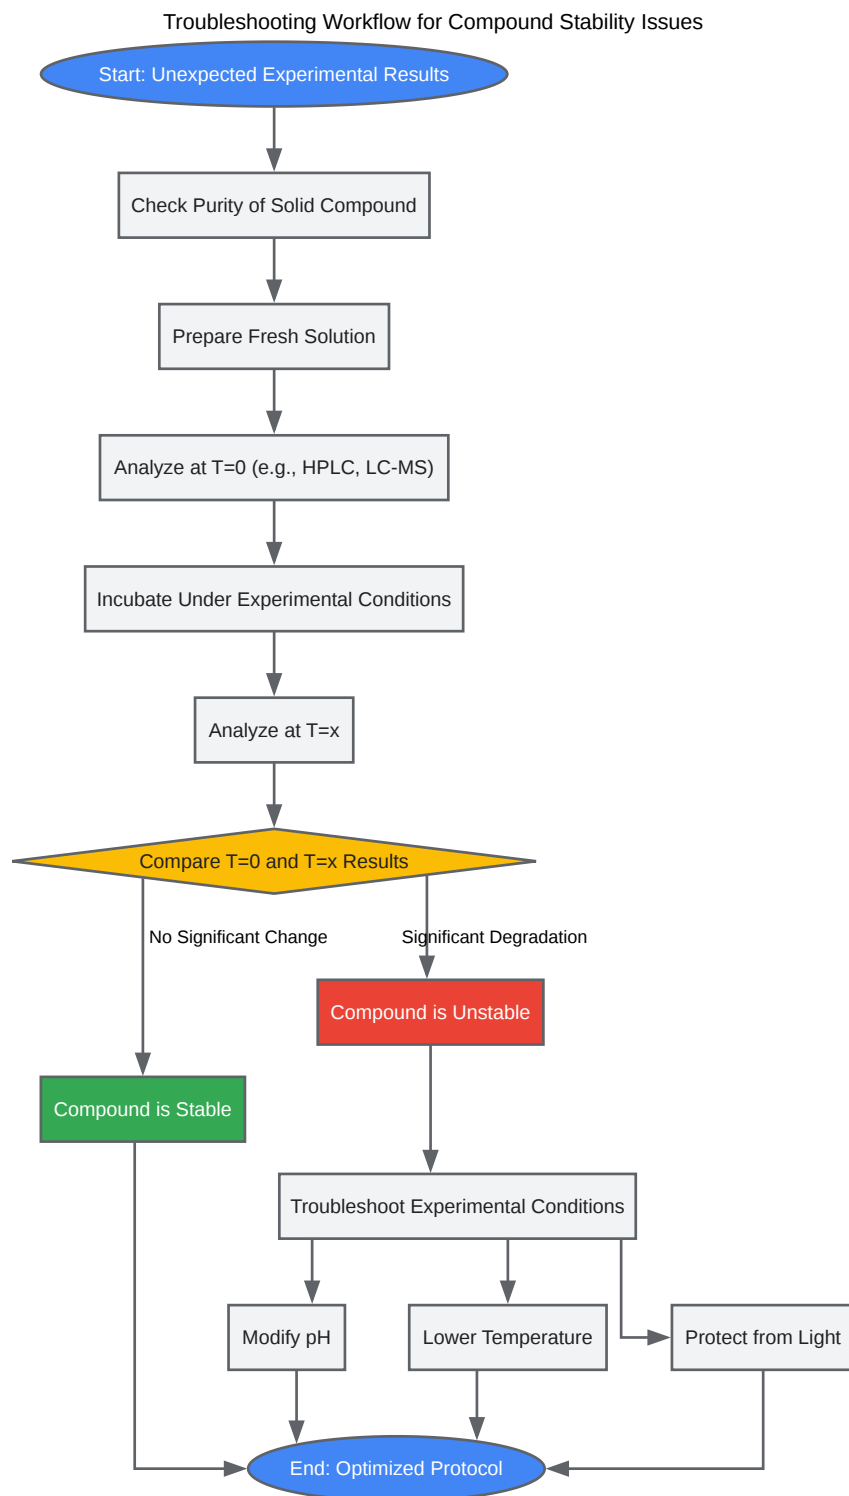 Troubleshooting Workflow for Compound Stability Issues
Start: Unexpected Experimental Results
Check Purity of Solid Compound
Prepare Fresh Solution
Analyze at T=0 (e.g., HPLC, LC-MS)
Incubate Under Experimental Conditions
Analyze at T=x
Compare T=0 and T=x Results
No Significant Change
Significant Degradation
Compound is Unstable
Compound is Stable
Troubleshoot Experimental Conditions
Modify pH
Lower Temperature
Protect from Light
End: Optimized Protocol